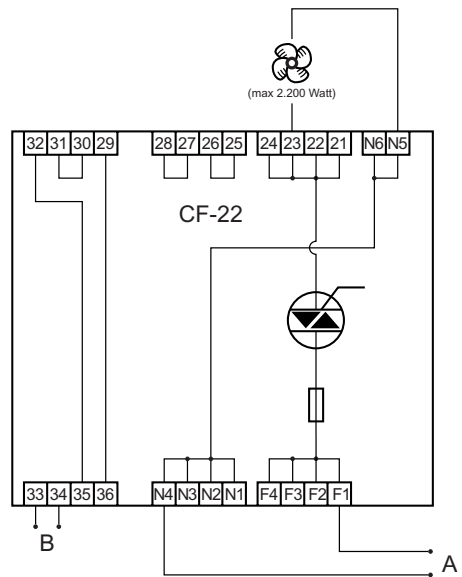 (max 2.200 Watt)
32 31 30 29 28 27 26 25 24 23 22 21 N6 N5
CF-22
33 34 35 36 N4 N3 N2 N1 F4 F3 F2 F1
B
A